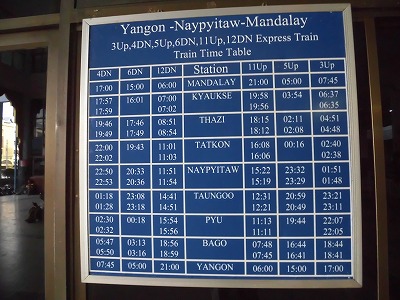 Yangon -Naypyitaw-Mandalay
3Up,4DN,5Up,6DN,11Up,12DN Express Train
Train Time Table
4DN 6DN 12DN Station 11Up 5Up 3Up
17:00 15:00 06:00 MANDALAY 21:00 05:00 07:45
17:57 16:01 07:00 KYAUKSE 19:58 03:54 06:37
17:59 07:02 19:56 06:35
19:46 17:46 08:51 THAZI 18:15 02:11 04:51
19:49 17:49 08:54 18:12 02:08 04:48
22:00 19:43 11:01 TATKON 16:08 00:16 02:40
22:02 11:03 16:06 02:38
22:50 20:33 11:51 NAYPYITAW 15:22 23:32 01:51
22:53 20:36 11:54 15:19 23:29 01:48
01:18 23:08 14:41 TAUNGOO 12:31 20:59 23:21
01:28 23:18 14:51 12:21 20:49 23:11
02:30 00:18 15:54 PYU 11:13 19:44 22:07
02:32 15:56 11:11 22:05
05:47 03:13 18:56 BAGO 07:48 16:44 18:44
05:50 03:16 18:59 07:45 16:41 18:41
07:45 05:00 21:00 YANGON 06:00 15:00 17:00